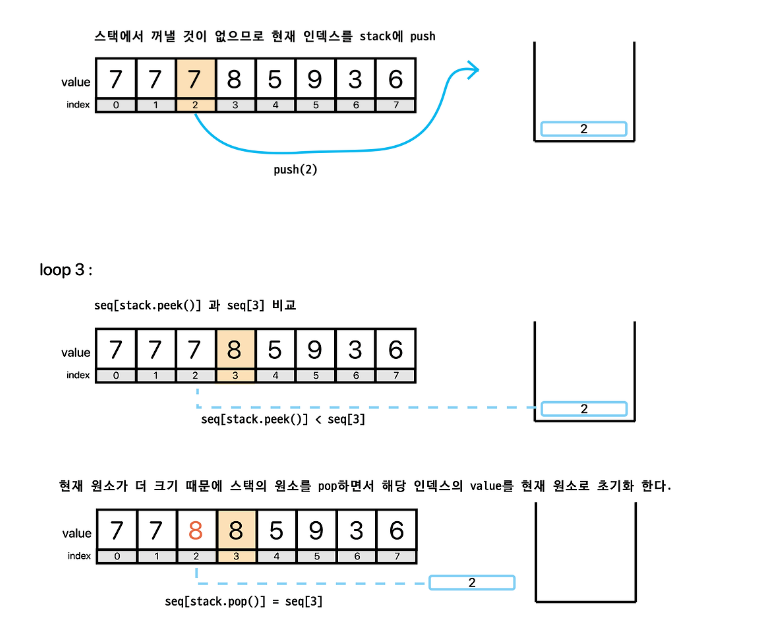 스택에서 꺼낼 것이 없으므로 현재 인덱스를 stack에 push
value 7 7 7 8 5 9 3 6
index 0 1 2 3 4 5 6 7
2
push(2)
loop 3 :
seq[stack.peek()] 과 seq[3] 비교
value 7 7 7 8 5 9 3 6
index 0 1 2 3 4 5 6 7
2
seq[stack.peek()] < seq[3]
현재 원소가 더 크기 때문에 스택의 원소를 pop하면서 해당 인덱스의 value를 현재 원소로 초기화 한다.
value 7 7 8 8 5 9 3 6
index 0 1 2 3 4 5 6 7
2
seq[stack.pop()] = seq[3]